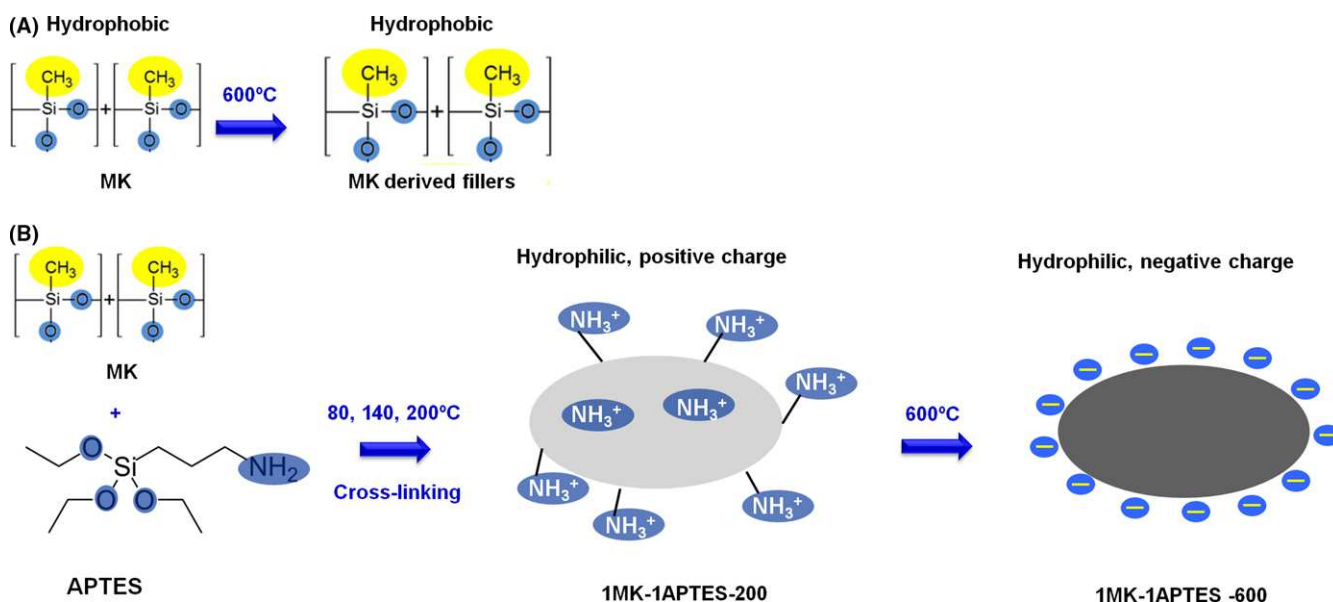 (A)
Hydrophobic
Hydrophobic
CH3
CH3
Si
O
+
Si
O
O
O
600ºC
CH3
CH3
Si
O
+
Si
O
O
O
MK
MK derived fillers
(B)
CH3
CH3
Si
O
+
Si
O
O
O
MK
+
O
Si
NH2
O
O
APTES
80, 140, 200ºC
Cross-linking
Hydrophilic, positive charge
NH3+
NH3+
NH3+
NH3+
NH3+
NH3+
NH3+
NH3+
1MK-1APTES-200
600ºC
Hydrophilic, negative charge
1MK-1APTES -600